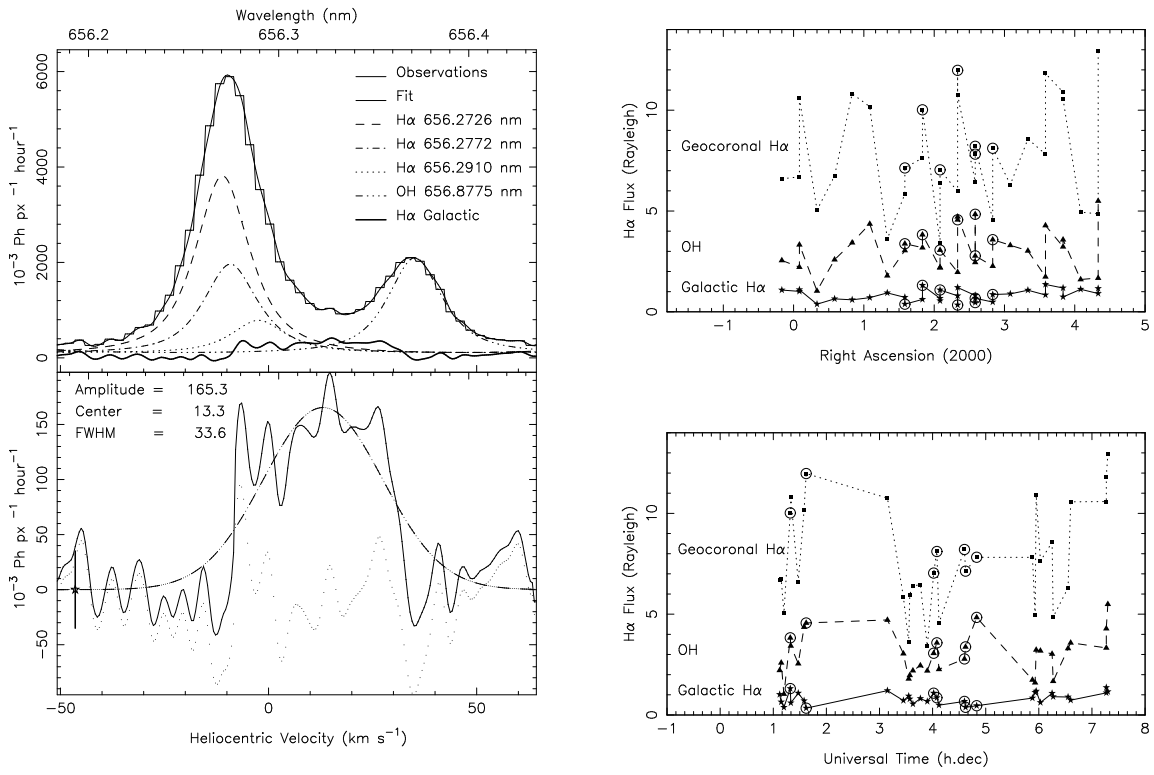 Wavelength (nm)
656.2 656.3 656.4
6000
4000
2000
0
10⁻³ Ph px ⁻¹ hour⁻¹
Observations
Fit
Hα 656.2726 nm
Hα 656.2772 nm
Hα 656.2910 nm
OH 656.8775 nm
Hα Galactic
Amplitude = 165.3
Center = 13.3
FWHM = 33.6
150
100
50
0
−50
10⁻³ Ph px ⁻¹ hour⁻¹
−50 0 50
Heliocentric Velocity (km s⁻¹)
10
5
0
Hα Flux (Rayleigh)
Geocoronal Hα
OH
Galactic Hα
−1 0 1 2 3 4 5
Right Ascension (2000)
10
5
0
Hα Flux (Rayleigh)
Geocoronal Hα
OH
Galactic Hα
−1 0 1 2 3 4 5 6 7 8
Universal Time (h.dec)